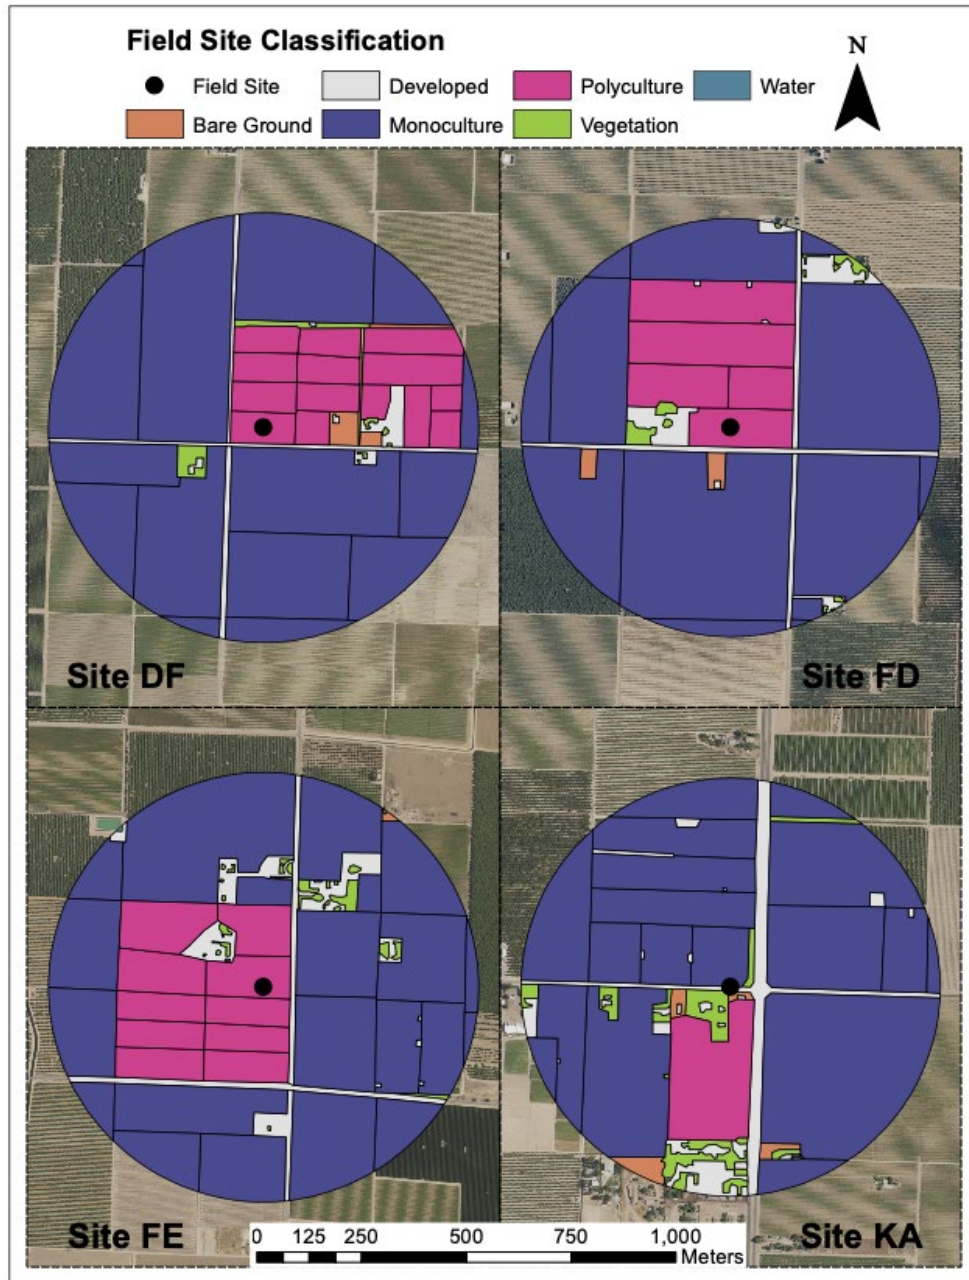 Field Site Classification
N
Field Site Developed Polyculture Water
Bare Ground Monoculture Vegetation
Site DF
Site FD
Site FE
Site KA
0 125 250 500 750 1,000
Meters